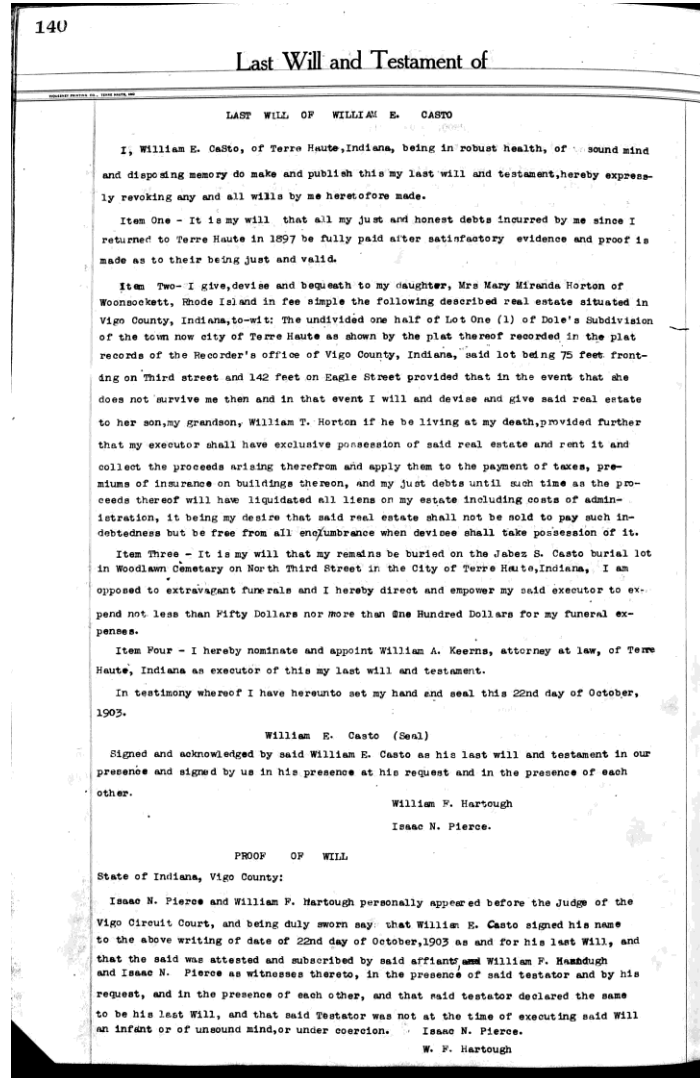 140
Last Will and Testament of
LAST WILL OF WILLIAM E. CASTO
I, William E. CaSto, of Terre Haute,Indiana, being in robust health, of sound mind
and disposing memory do make and publish this my last will and testament,hereby express-
ly revoking any and all wills by me heretofore made.
Item One - It is my will that all my just and honest debts incurred by me since I
returned to Terre Haute in 1897 be fully paid after satisfactory evidence and proof is
made as to their being just and valid.
Item Two- I give,devise and bequeath to my daughter, Mrs Mary Miranda Horton of
Woonsockett, Rhode Island in fee simple the following described real estate situated in
Vigo County, Indiana,to-wit: The undivided one half of Lot One (1) of Dole's Subdivision
of the town now city of Terre Haute as shown by the plat thereof recorded in the plat
records of the Recorder's office of Vigo County, Indiana, said lot being 75 feet front-
ing on Third street and 142 feet on Eagle Street provided that in the event that she
does not survive me then and in that event I will and devise and give said real estate
to her son,my grandson, William T. Horton if he be living at my death,provided further
that my executor shall have exclusive possession of said real estate and rent it and
collect the proceeds arising therefrom and apply them to the payment of taxes, pre-
miums of insurance on buildings thereon, and my just debts until such time as the pro-
ceeds thereof will have liquidated all liens on my estate including costs of admin-
istration, it being my desire that said real estate shall not be sold to pay such in-
debtedness but be free from all encumbrance when devisee shall take possession of it.
Item Three - It is my will that my remains be buried on the Jabez S. Casto burial lot
in Woodlawn Cemetary on North Third Street in the City of Terre Haute,Indiana, I am
opposed to extravagant funerals and I hereby direct and empower my said executor to ex-
pend not less than Fifty Dollars nor more than One Hundred Dollars for my funeral ex-
penses.
Item Four - I hereby nominate and appoint William A. Keerns, attorney at law, of Terre
Haute, Indiana as executor of this my last will and testament.
In testimony whereof I have hereunto set my hand and seal this 22nd day of October,
1903.
William E. Casto (Seal)
Signed and acknowledged by said William E. Casto as his last will and testament in our
presence and signed by us in his presence at his request and in the presence of each
other.
William F. Hartough
Isaac N. Pierce.
PROOF OF WILL
State of Indiana, Vigo County:
Isaac N. Pierce and William F. Hartough personally appeared before the Judge of the
Vigo Circuit Court, and being duly sworn say that William E. Casto signed his name
to the above writing of date of 22nd day of October,1903 as and for his last Will, and
that the said was attested and subscribed by said affiants, William F.
and Isaac N. Pierce as witnesses thereto, in the presence of said testator and by his
request, and in the presence of each other, and that said testator declared the same
to be his last Will, and that said Testator was not at the time of executing said Will
an infant or of unsound mind,or under coercion. Isaac N. Pierce.
W. F. Hartough